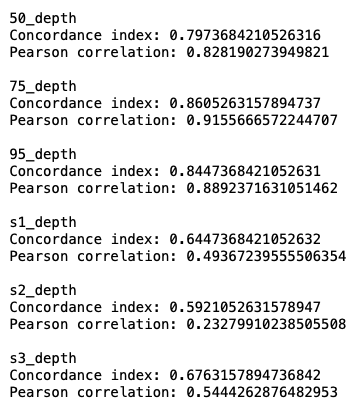 50_depth
Concordance index: 0.7973684210526316
Pearson correlation: 0.828190273949821
75_depth
Concordance index: 0.8605263157894737
Pearson correlation: 0.9155666572244707
95_depth
Concordance index: 0.8447368421052631
Pearson correlation: 0.8892371631051462
s1_depth
Concordance index: 0.6447368421052632
Pearson correlation: 0.49367239555506354
s2_depth
Concordance index: 0.5921052631578947
Pearson correlation: 0.23279910238505508
s3_depth
Concordance index: 0.6763157894736842
Pearson correlation: 0.5444262876482953